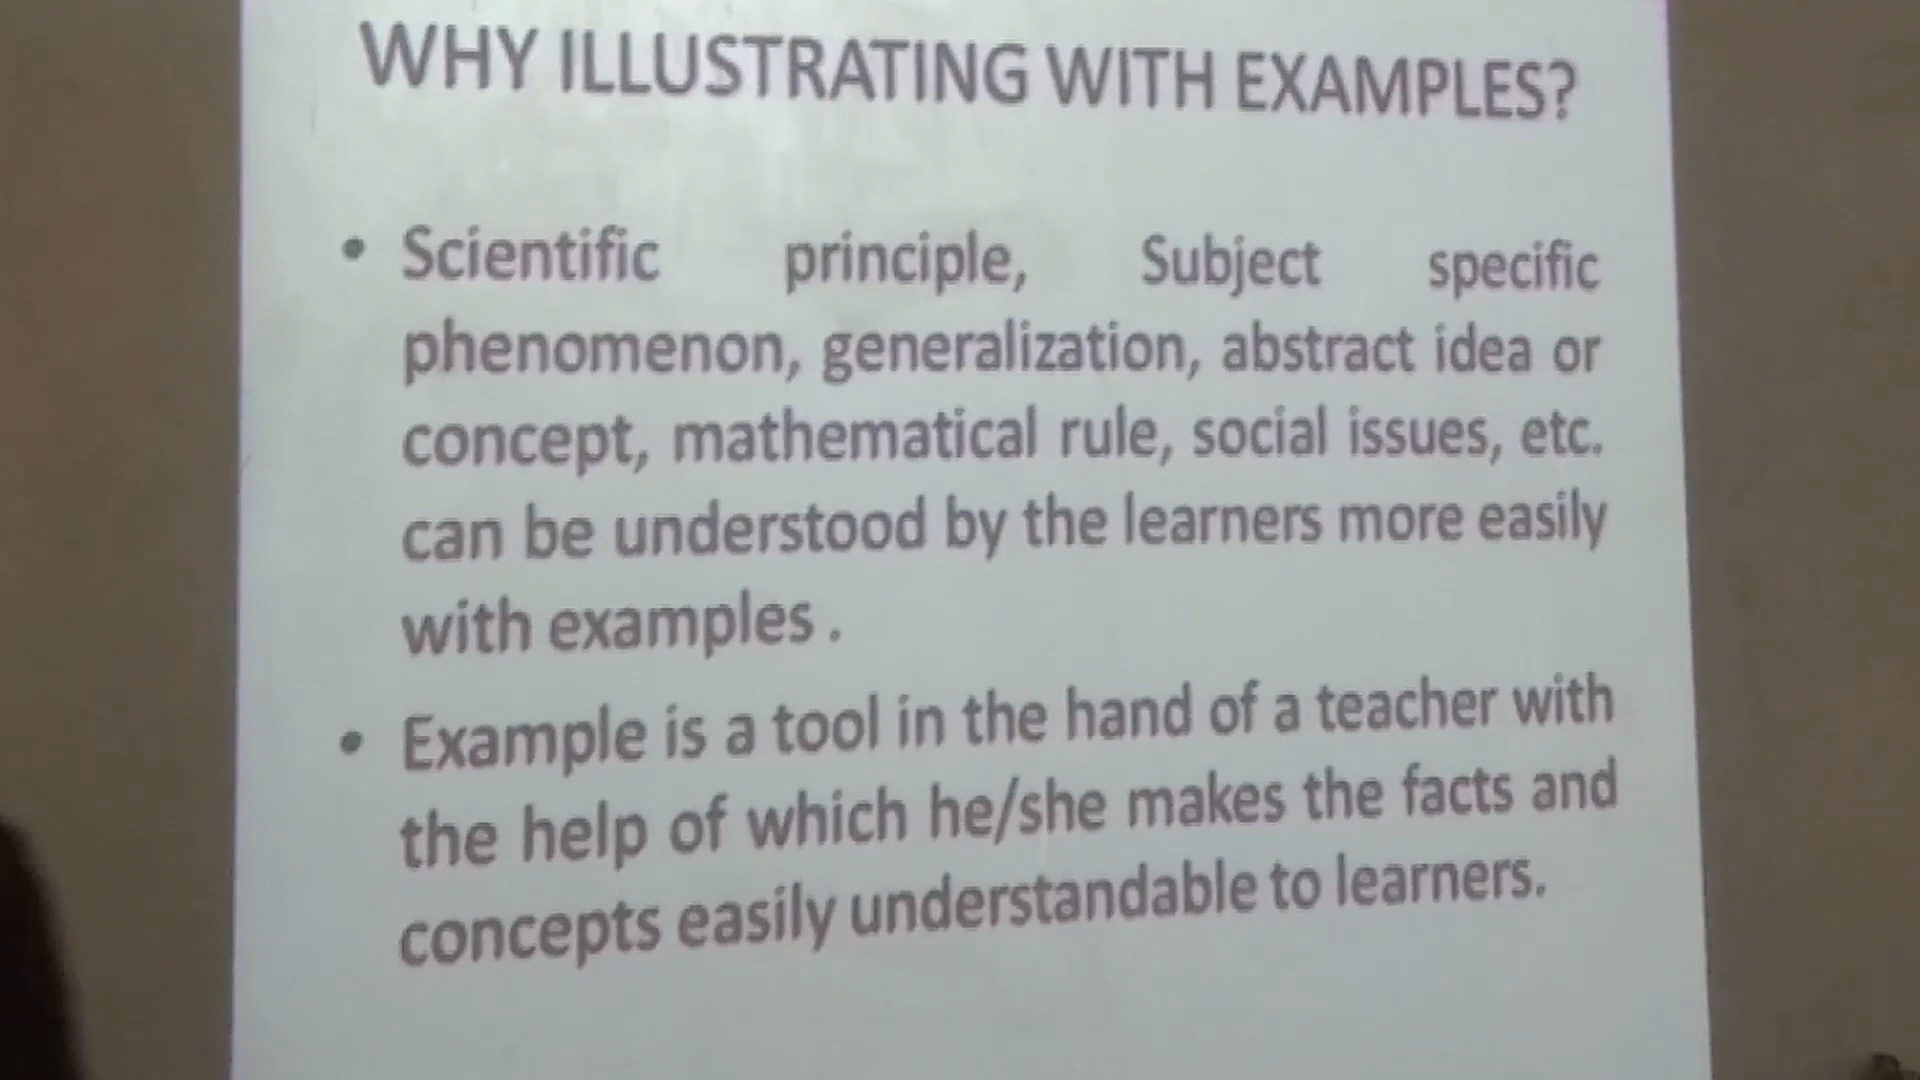 WHY ILLUSTRATING WITH EXAMPLES?
• Scientific principle, Subject specific
phenomenon, generalization, abstract idea or
concept, mathematical rule, social issues, etc.
can be understood by the learners more easily
with examples .
• Example is a tool in the hand of a teacher with
the help of which he/she makes the facts and
concepts easily understandable to learners.